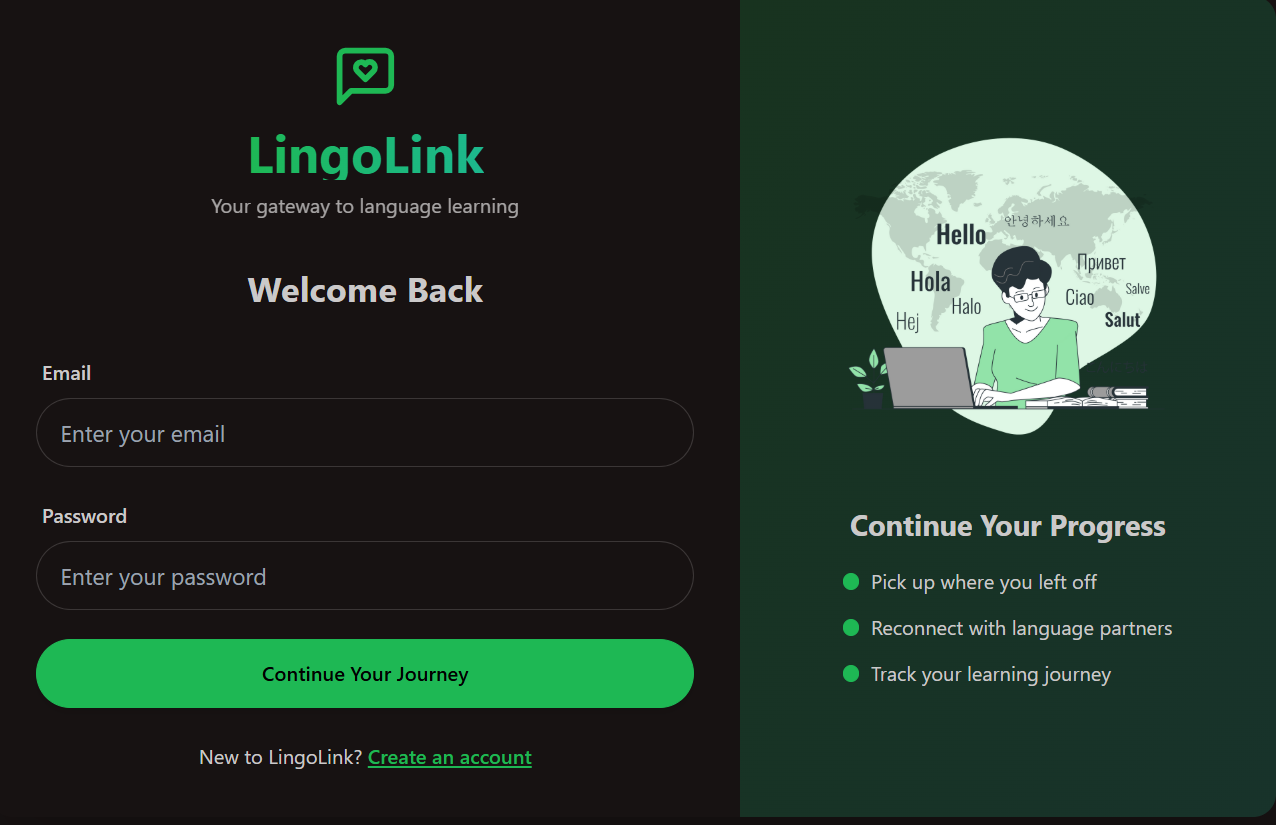 LingoLink
Your gateway to language learning
Welcome Back
Email
Enter your email
Password
Enter your password
Continue Your Journey
New to LingoLink? Create an account
Hello
안녕하세요
Привет
Hola
Halo
Ciao
Salve
Hej
Salut
Continue Your Progress
Pick up where you left off
Reconnect with language partners
Track your learning journey